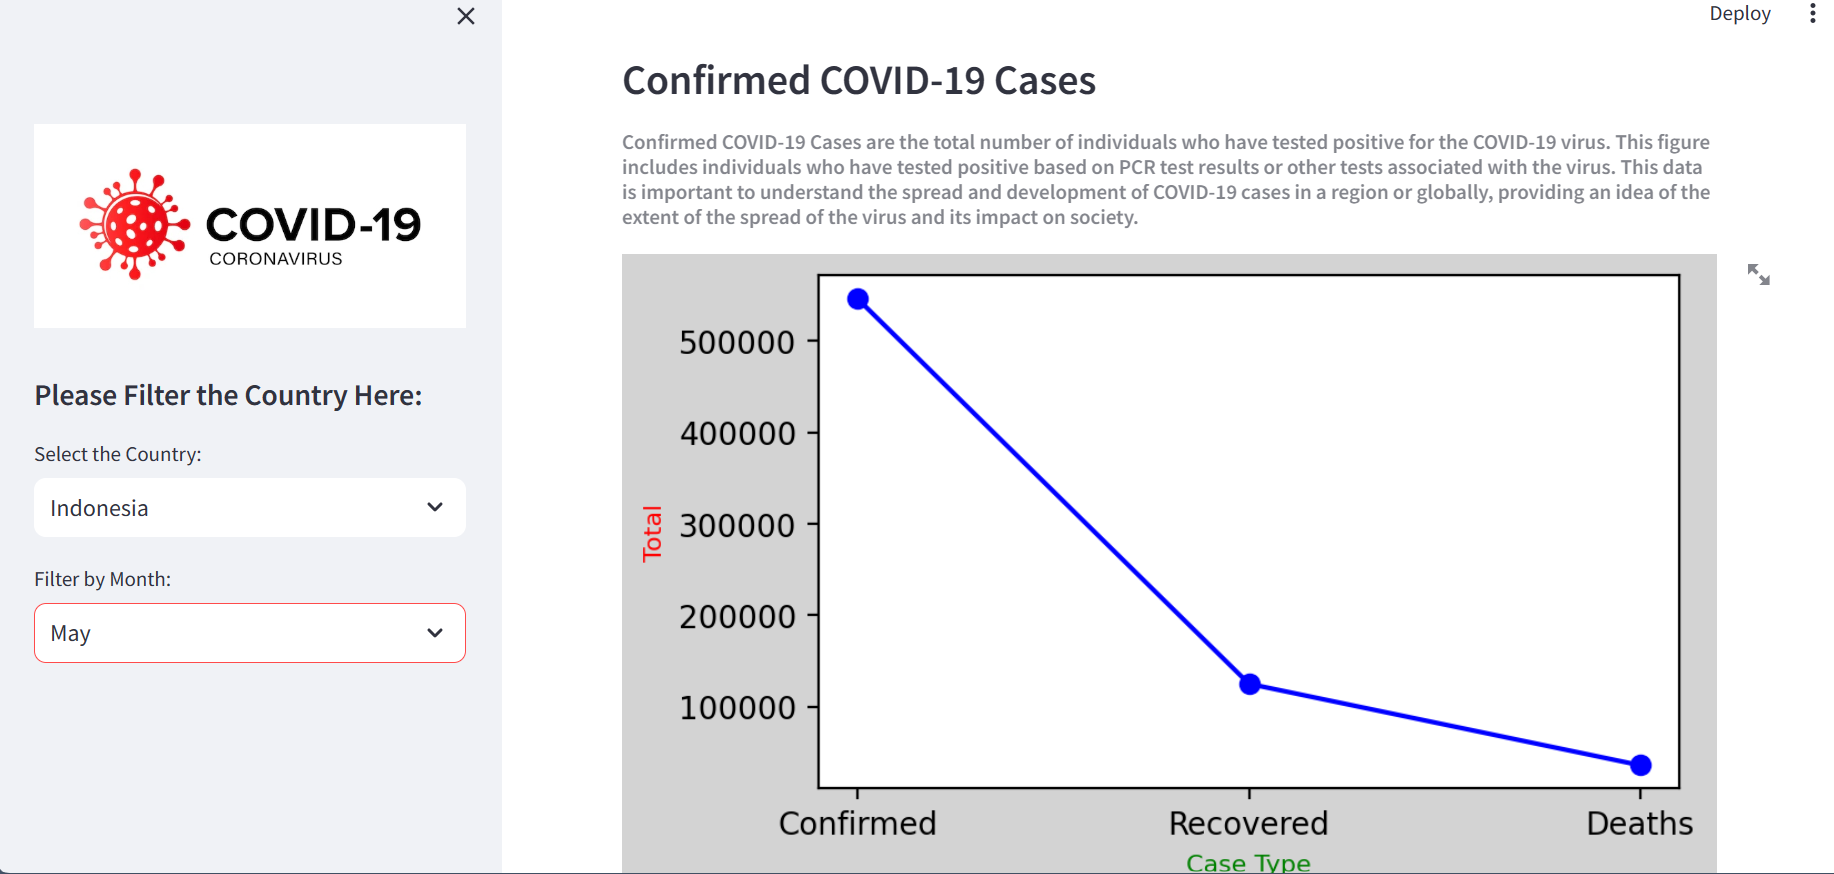 Deploy
COVID-19
CORONAVIRUS
Please Filter the Country Here:
Select the Country:
Indonesia
Filter by Month:
May
Confirmed COVID-19 Cases
Confirmed COVID-19 Cases are the total number of individuals who have tested positive for the COVID-19 virus. This figure
includes individuals who have tested positive based on PCR test results or other tests associated with the virus. This data
is important to understand the spread and development of COVID-19 cases in a region or globally, providing an idea of the
extent of the spread of the virus and its impact on society.
500000
400000
300000
200000
100000
Total
Confirmed
Recovered
Deaths
Case Type